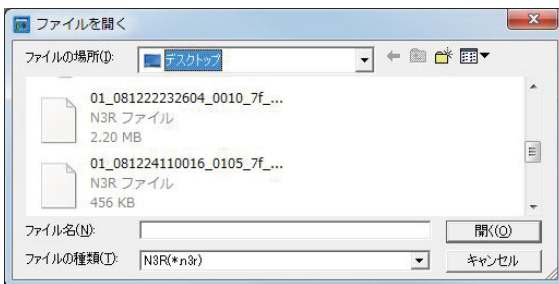 ファイルを開く
ファイルの場所(I):
デスクトップ
01_081222232604_0010_7f_...
N3R ファイル
2.20 MB
01_081224110016_0105_7f_...
N3R ファイル
456 KB
ファイル名(N):
開く(O)
ファイルの種類(T):
N3R(*n3r)
キャンセル